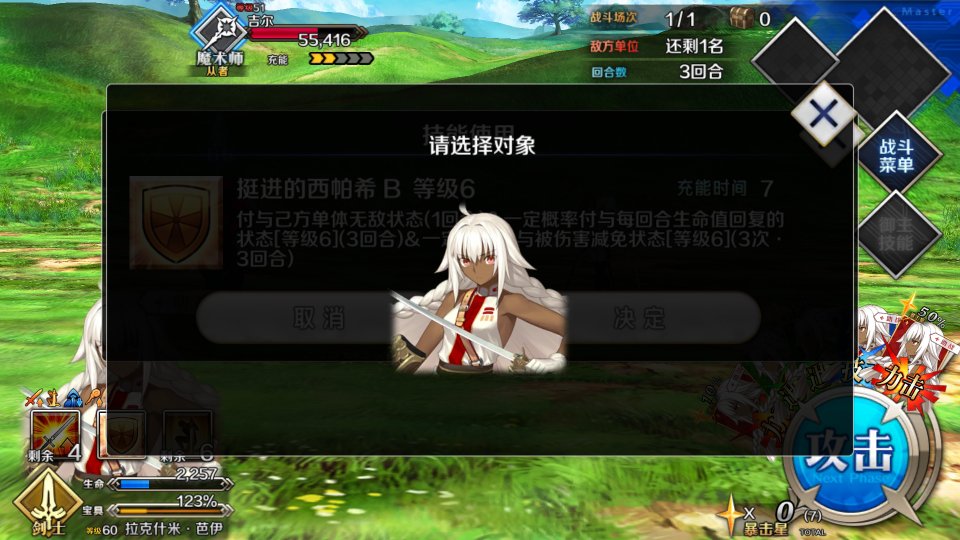 等级51
吉尔
55,416
魔术师
从者
充能
战斗场次 1/1 0
敌方单位 还剩1名
回合数 3回合
Master
技能使用
请选择对象
战斗
菜单
御主
技能
挺进的西帕希 B 等级6
充能时间 7
付与己方单体无敌状态(1回 一定概率付与每回合生命值回复的
状态[等级6](3回合)&一定 与被伤害减免状态[等级6](3次・
3回合)
取消
决定
50%
力击
攻击
Next Phase
剩余 4
剩余 6
生命 2,257
宝具 123%
剑士
等级60 拉克什米・芭伊
X 0 (7)
暴击星 TOTAL